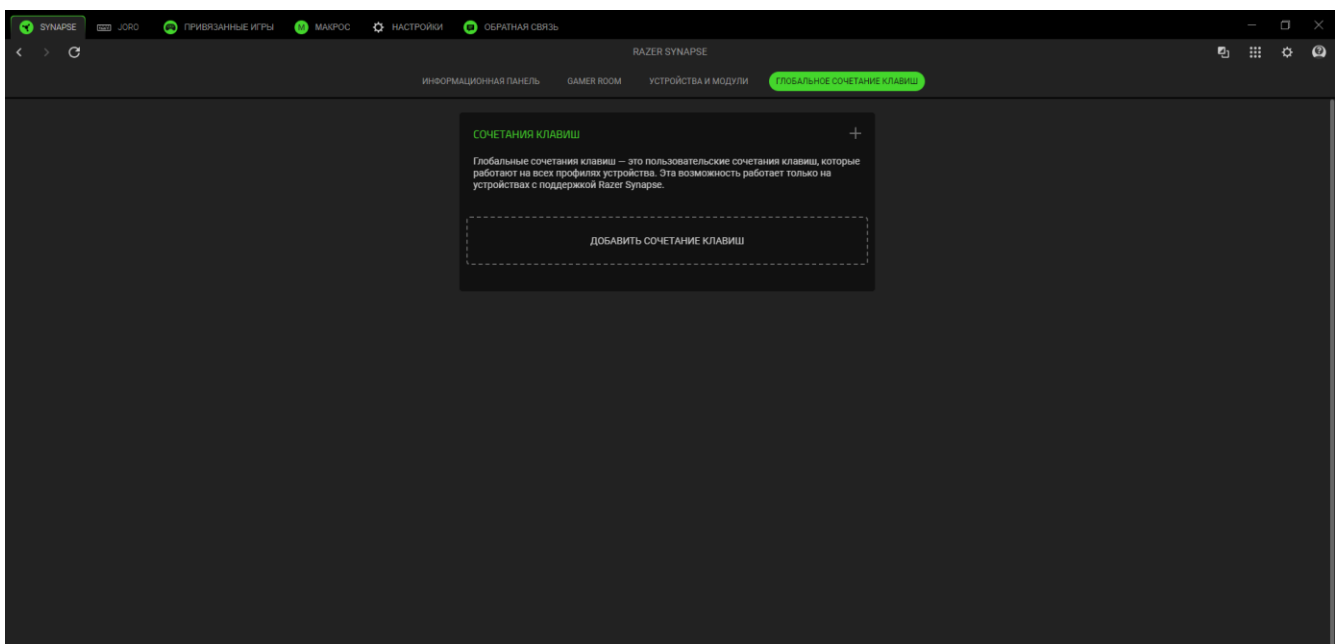 SYNAPSE
JORO
ПРИВЯЗАННЫЕ ИГРЫ
M МАКРОС
НАСТРОЙКИ
ОБРАТНАЯ СВЯЗЬ
RAZER SYNAPSE
ИНФОРМАЦИОННАЯ ПАНЕЛЬ
GAMER ROOM
УСТРОЙСТВА И МОДУЛИ
ГЛОБАЛЬНОЕ СОЧЕТАНИЕ КЛАВИШ
СОЧЕТАНИЯ КЛАВИШ
Глобальные сочетания клавиш — это пользовательские сочетания клавиш, которые
работают на всех профилях устройства. Эта возможность работает только на
устройствах с поддержкой Razer Synapse.
ДОБАВИТЬ СОЧЕТАНИЕ КЛАВИШ